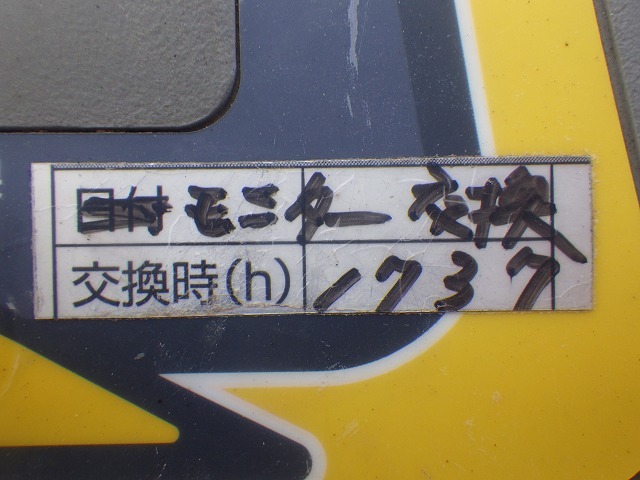 日付 モニター 交換
交換時(h) 1737